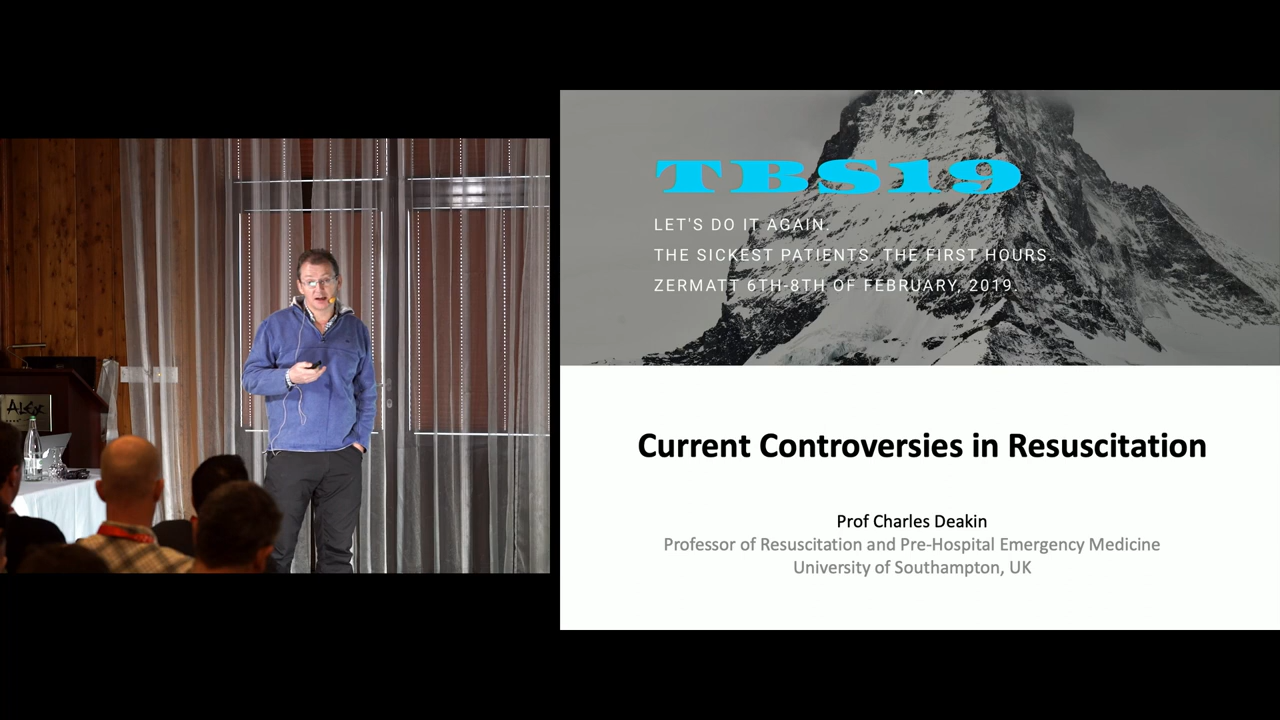 ALEX
TBS19
LET'S DO IT AGAIN.
THE SICKEST PATIENTS. THE FIRST HOURS.
ZERMATT 6TH-8TH OF FEBRUARY, 2019.
Current Controversies in Resuscitation
Prof Charles Deakin
Professor of Resuscitation and Pre-Hospital Emergency Medicine
University of Southampton, UK